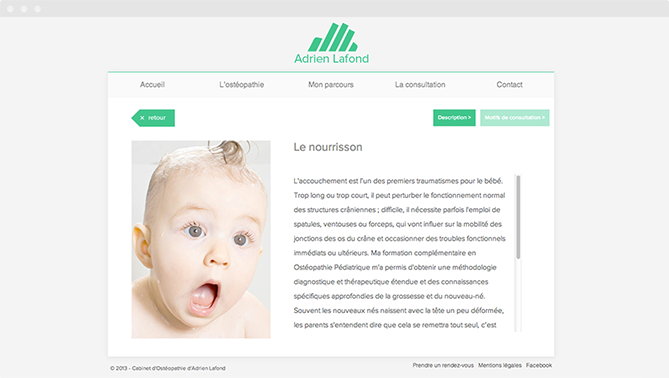 Adrien Lafond
Accueil L'ostéopathie Mon parcours La consultation Contact
× retour
Description > Motifs de consultation >
Le nourrisson
L'accouchement est l'un des premiers traumatismes pour le bébé.
Trop long ou trop court, il peut perturber le fonctionnement normal
des structures crâniennes ; difficile, il nécessite parfois l'emploi de
spatules, ventouses ou forceps, qui vont influer sur la mobilité des
jonctions des os du crâne et occasionner des troubles fonctionnels
immédiats ou ultérieurs. Ma formation complémentaire en
Ostéopathie Pédiatrique m'a permis d'obtenir une méthodologie
diagnostique et thérapeutique étendue et des connaissances
spécifiques approfondies de la grossesse et du nouveau-né.
Souvent les nouveaux nés naissent avec la tête un peu déformée,
les parents s'entendent dire que cela se remettra tout seul, c'est
© 2013 - Cabinet d'Ostéopathie d'Adrien Lafond
Prendre un rendez-vous Mentions légales Facebook